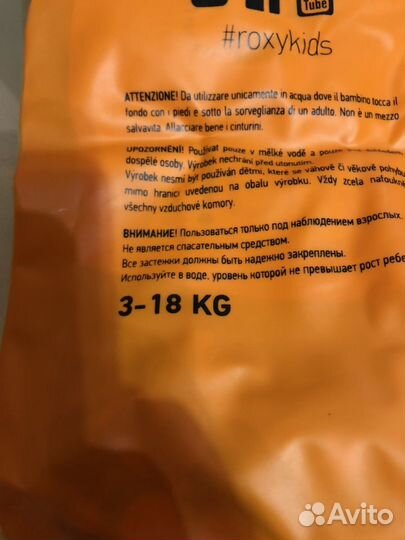 Tube
#roxykids
ATTENZIONE! Da utilizzare unicamente in acqua dove il bambino tocca il
fondo con i piedi e sotto la sorveglianza di un adulto. Non è un mezzo
salvavita. Allacciare bene i cinturini.
UPOZORNĚNÍ! Používat pouze v mělké vodě a pouze pod
dospělé osoby. Výrobek nechrání před utonutím.
Výrobek nesmí být používán dětmi, které se váhově či věkově pohybu
mimo hranici uvedenou na obalu výrobku. Vždy zcela nafoukn
všechny vzduchové komory.
ВНИМАНИЕ! Пользоваться только под наблюдением взрослых.
Не является спасательным средством.
Все застежки должны быть надежно закреплены.
Используйте в воде, уровень которой не превышает рост ребе
3-18 KG
Avito